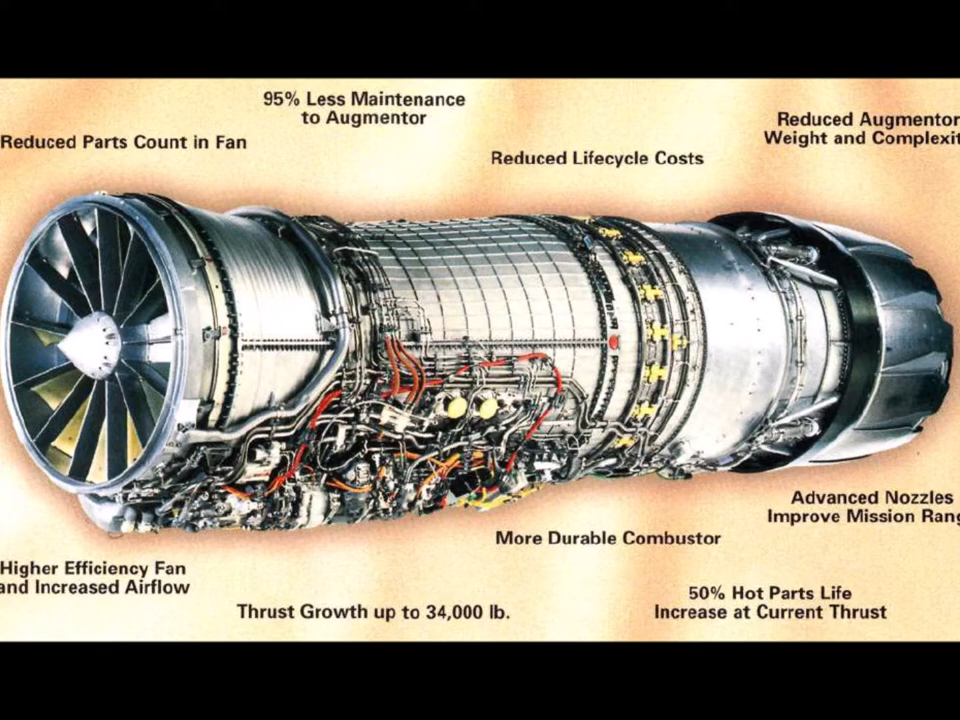 95% Less Maintenance
to Augmentor
Reduced Augmentor
Weight and Complexit
Reduced Parts Count in Fan
Reduced Lifecycle Costs
Advanced Nozzles
Improve Mission Rang
More Durable Combustor
Higher Efficiency Fan
and Increased Airflow
50% Hot Parts Life
Increase at Current Thrust
Thrust Growth up to 34,000 lb.